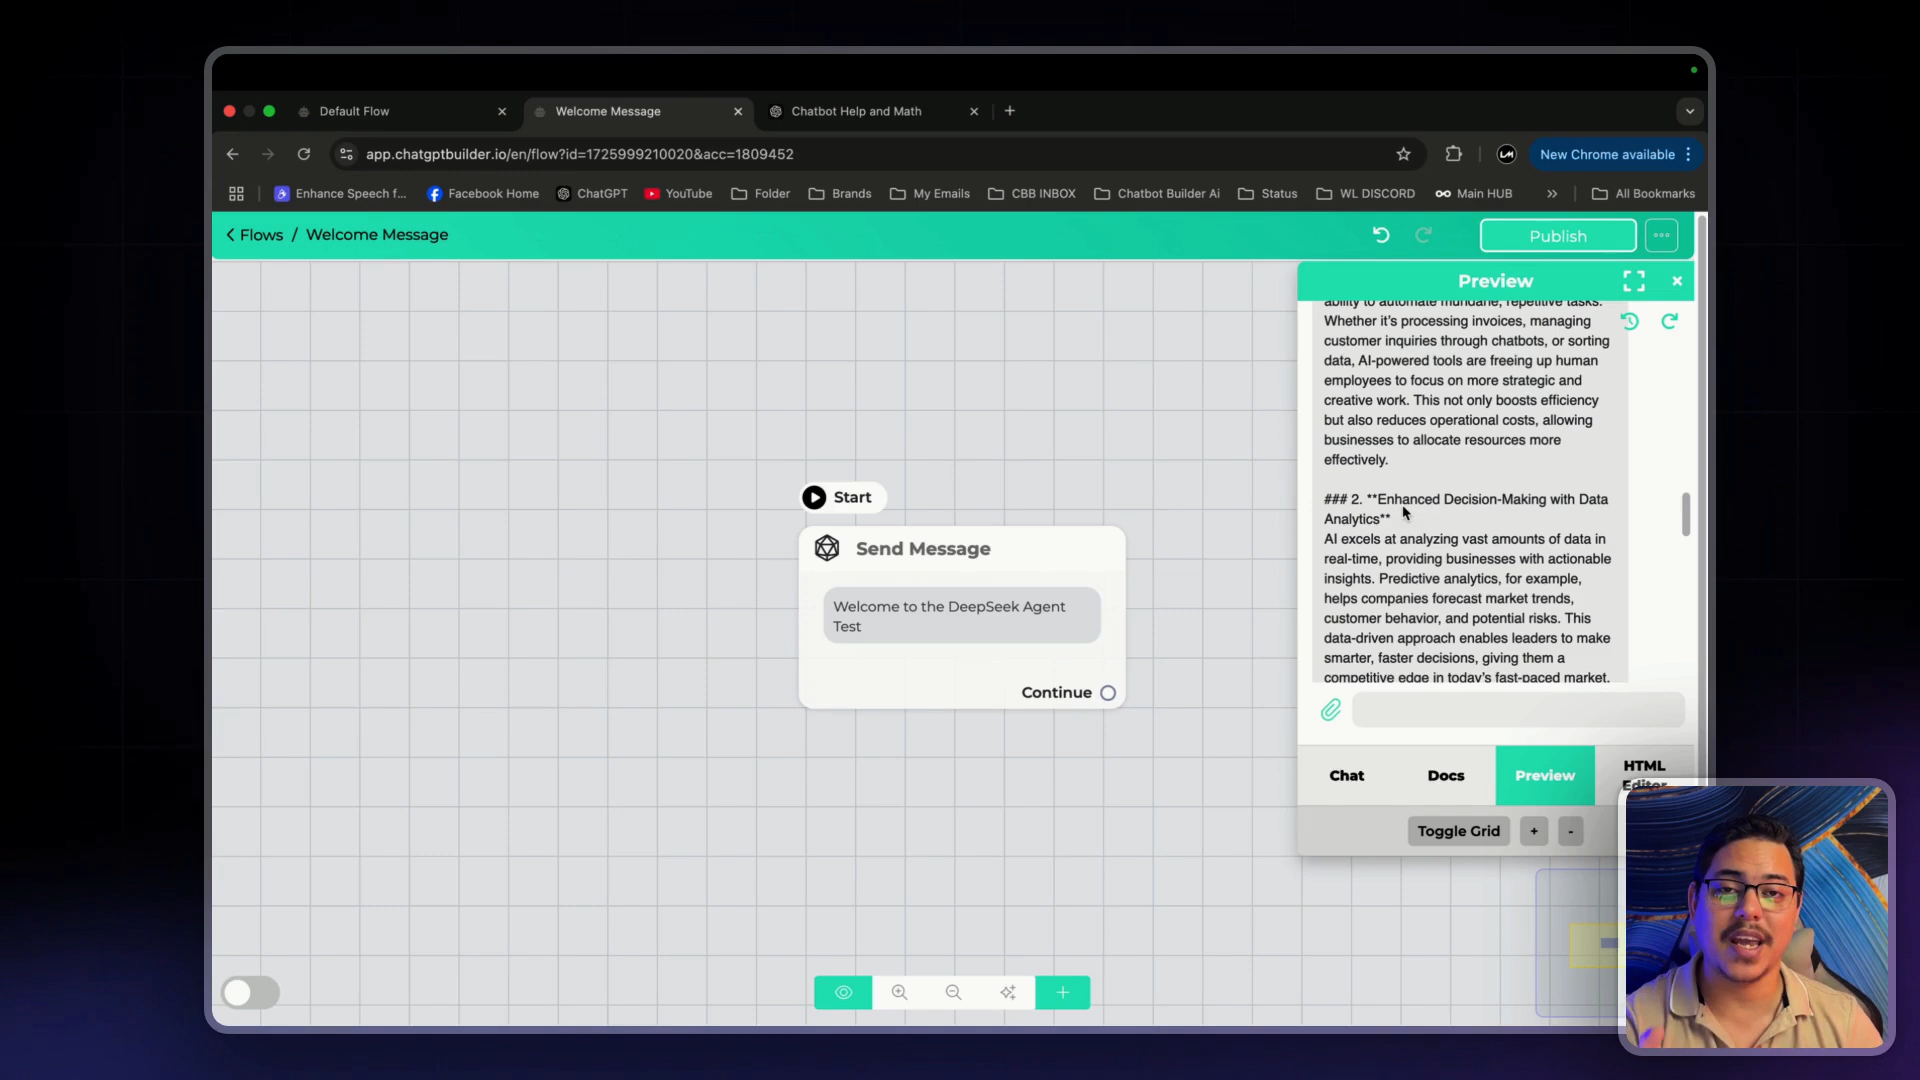 Default Flow
Welcome Message
Chatbot Help and Math
app.chatgptbuilder.io/en/flow?id=1725999210020&acc=1809452
New Chrome available
Enhance Speech f...
Facebook Home
ChatGPT
YouTube
Folder
Brands
My Emails
CBB INBOX
Chatbot Builder Ai
Status
WL DISCORD
Main HUB
All Bookmarks
Flows / Welcome Message
Publish
Preview
ability to automate mundane, repetitive tasks.
Whether it's processing invoices, managing
customer inquiries through chatbots, or sorting
data, AI-powered tools are freeing up human
employees to focus on more strategic and
creative work. This not only boosts efficiency
but also reduces operational costs, allowing
businesses to allocate resources more
effectively.
### 2. **Enhanced Decision-Making with Data
Analytics**
AI excels at analyzing vast amounts of data in
real-time, providing businesses with actionable
insights. Predictive analytics, for example,
helps companies forecast market trends,
customer behavior, and potential risks. This
data-driven approach enables leaders to make
smarter, faster decisions, giving them a
competitive edge in today's fast-paced market.
Start
Send Message
Welcome to the DeepSeek Agent
Test
Continue
Chat
Docs
Preview
HTML
Editor
Toggle Grid
+
-